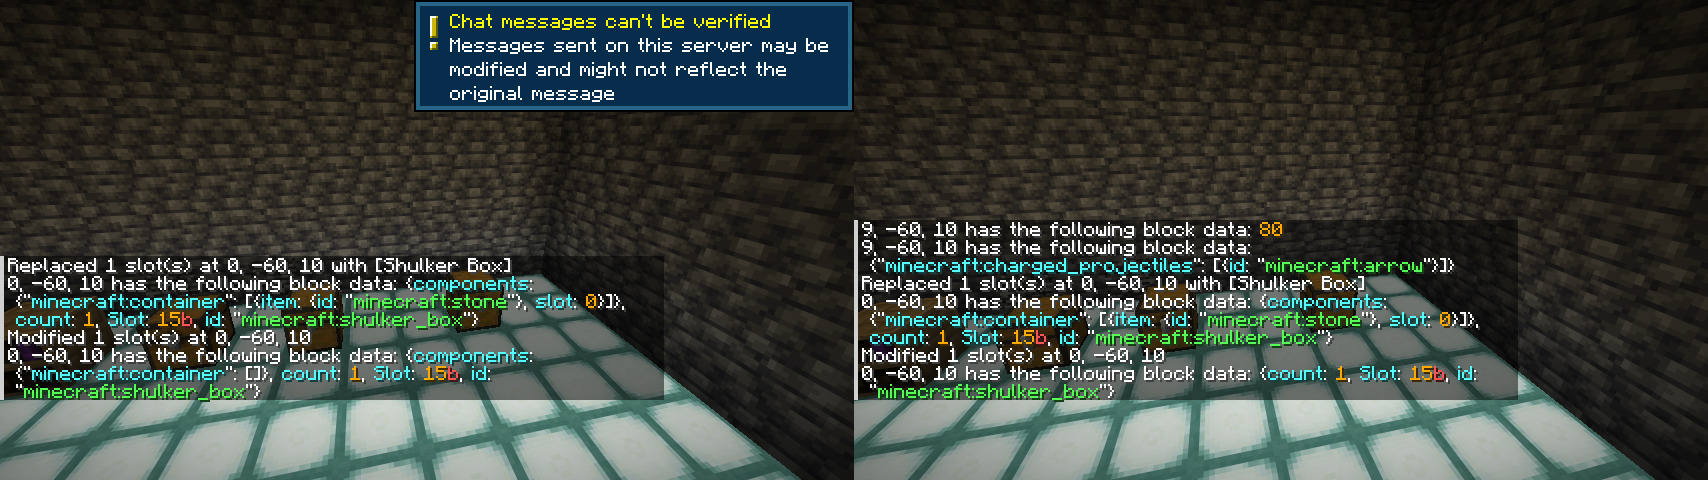 Chat messages can't be verified
Messages sent on this server may be
modified and might not reflect the
original message
Replaced 1 slot(s) at 0, -60, 10 with [Shulker Box]
0, -60, 10 has the following block data: {components:
{"minecraft:container": [{item: {id: "minecraft:stone"}, slot: 0}]},
count: 1, Slot: 15b, id: "minecraft:shulker_box"}
Modified 1 slot(s) at 0, -60, 10
0, -60, 10 has the following block data: {components:
{"minecraft:container": []}, count: 1, Slot: 15b, id:
"minecraft:shulker_box"}
9, -60, 10 has the following block data: 80
9, -60, 10 has the following block data:
{"minecraft:charged_projectiles": [{id: "minecraft:arrow"}]}
Replaced 1 slot(s) at 0, -60, 10 with [Shulker Box]
0, -60, 10 has the following block data: {components:
{"minecraft:container": [{item: {id: "minecraft:stone"}, slot: 0}]},
count: 1, Slot: 15b, id: "minecraft:shulker_box"}
Modified 1 slot(s) at 0, -60, 10
0, -60, 10 has the following block data: {count: 1, Slot: 15b, id:
"minecraft:shulker_box"}